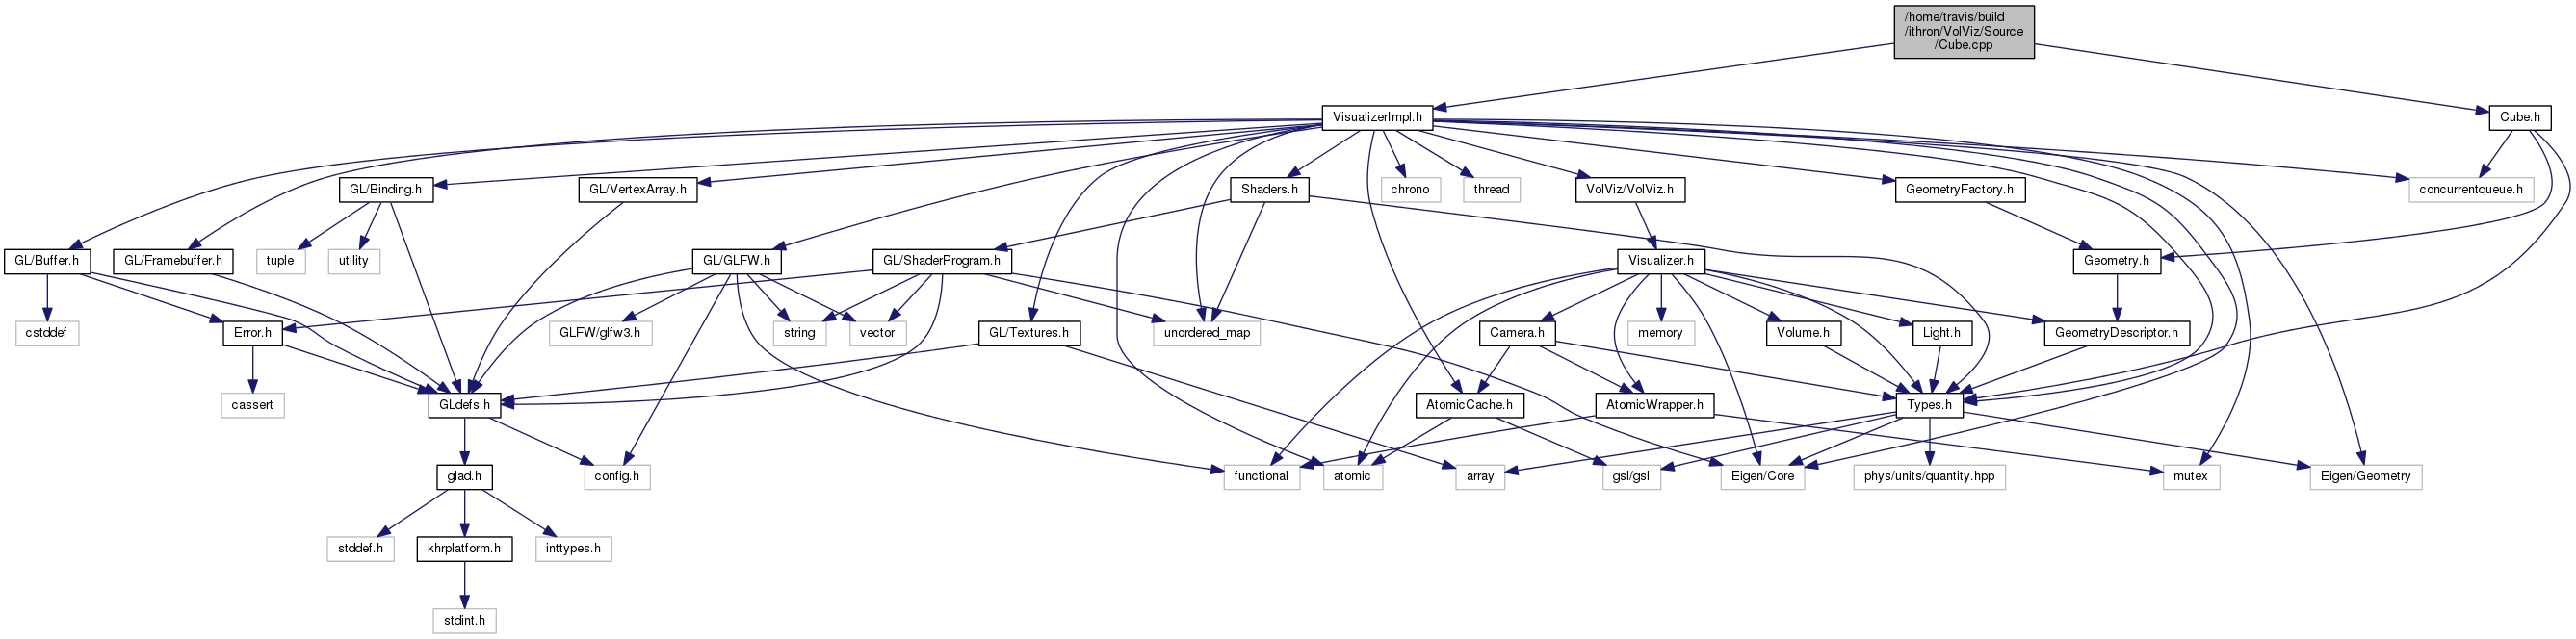 /home/travis/build
/ithron/VolViz/Source
/Cube.cpp
VisualizerImpl.h
Cube.h
GL/Binding.h
GL/VertexArray.h
Shaders.h
chrono
thread
VolViz/VolViz.h
GeometryFactory.h
concurrentqueue.h
GL/Buffer.h
GL/Framebuffer.h
tuple
utility
GL/GLFW.h
GL/ShaderProgram.h
Visualizer.h
Geometry.h
cstddef
Error.h
GLFW/glfw3.h
string
vector
GL/Textures.h
unordered_map
Camera.h
memory
Volume.h
Light.h
GeometryDescriptor.h
cassert
GLdefs.h
AtomicCache.h
AtomicWrapper.h
Types.h
glad.h
config.h
functional
atomic
array
gsl/gsl
Eigen/Core
phys/units/quantity.hpp
mutex
Eigen/Geometry
stddef.h
khrplatform.h
inttypes.h
stdint.h